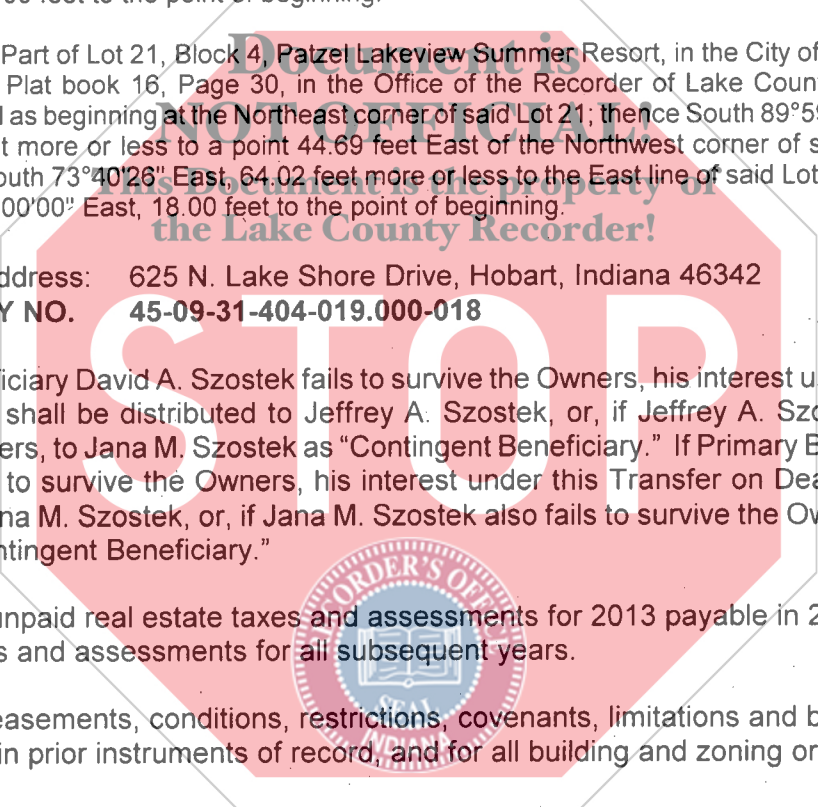 feet to the point of beginning.
Part of Lot 21, Block 4, Patzel Lakeview Summer Resort, in the City of
Plat book 16, Page 30, in the Office of the Recorder of Lake Coun
as beginning at the Northeast corner of said Lot 21; thence South 89°59
t more or less to a point 44.69 feet East of the Northwest corner of s
outh 73°40'26" East, 64.02 feet more or less to the East line of said Lot
00'00" East, 18.00 feet to the point of beginning.
Document is
NOT OFFICIAL!
This Document is the property of
the Lake County Recorder!
ddress: 625 N. Lake Shore Drive, Hobart, Indiana 46342
Y NO. 45-09-31-404-019.000-018
STOP
iciary David A. Szostek fails to survive the Owners, his interest u
shall be distributed to Jeffrey A. Szostek, or, if Jeffrey A. Szo
ers, to Jana M. Szostek as “Contingent Beneficiary.” If Primary B
to survive the Owners, his interest under this Transfer on Dea
na M. Szostek, or, if Jana M. Szostek also fails to survive the Ow
ntingent Beneficiary.”
unpaid real estate taxes and assessments for 2013 payable in 2
s and assessments for all subsequent years.
easements, conditions, restrictions, covenants, limitations and b
in prior instruments of record, and for all building and zoning or
RECORDER'S OFFICE
SEAL
INDIANA